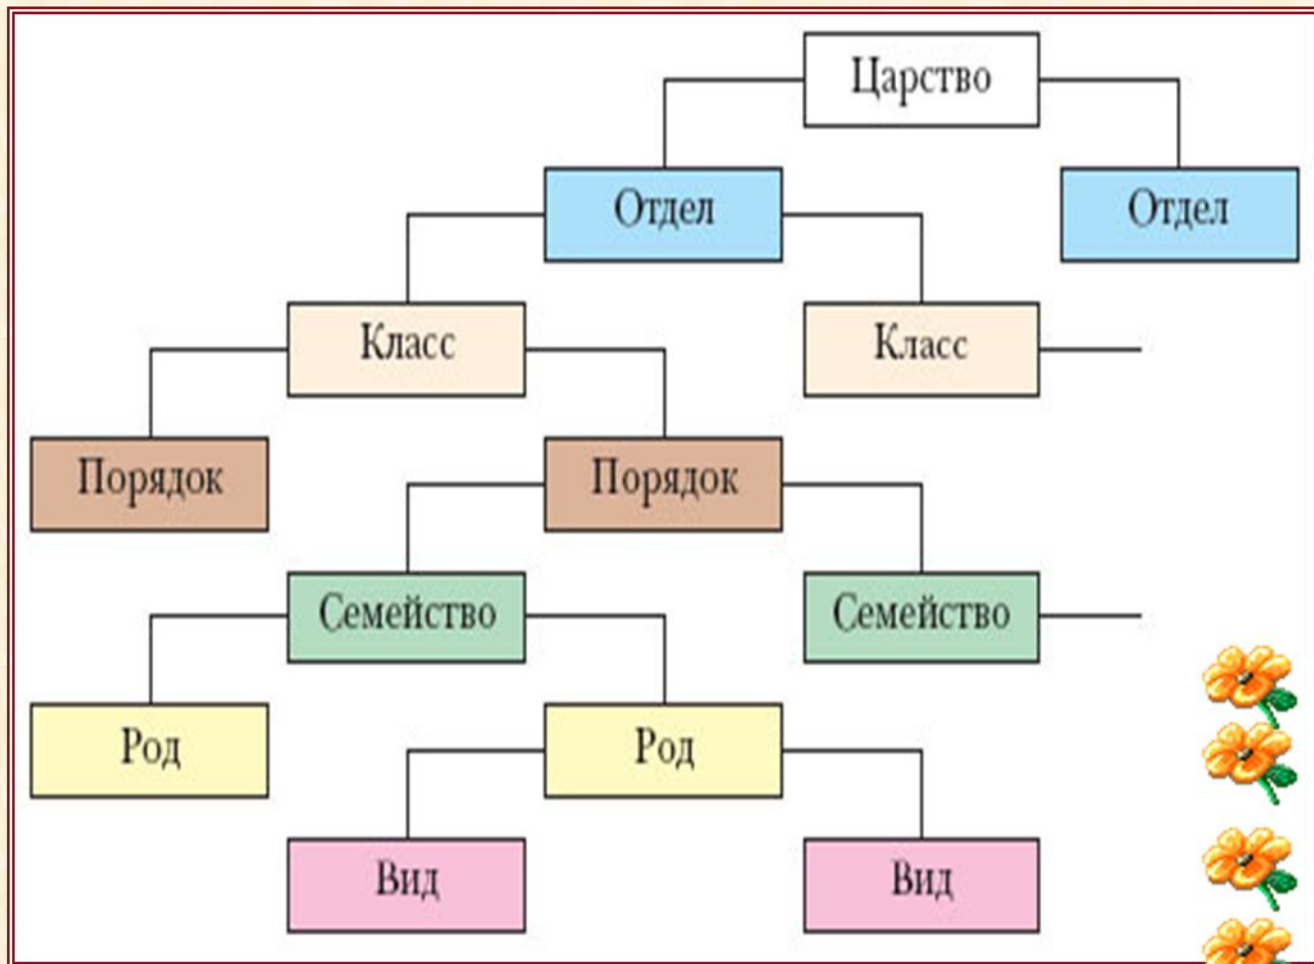 Царство
Отдел
Отдел
Класс
Класс
Порядок
Порядок
Семейство
Семейство
Род
Род
Вид
Вид